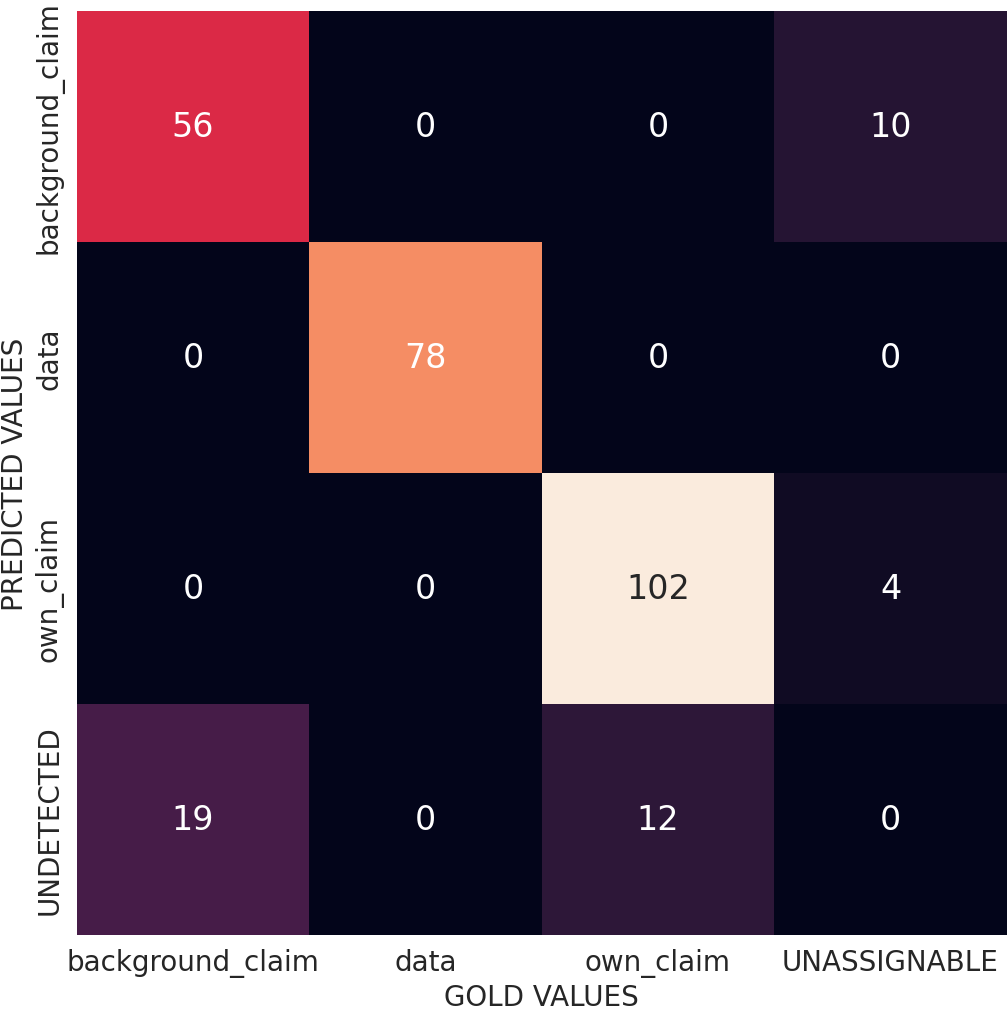 PREDICTED VALUES
background_claim
56 0 0 10
data
0 78 0 0
own_claim
0 0 102 4
UNDETECTED
19 0 12 0
background_claim data own_claim UNASSIGNABLE
GOLD VALUES